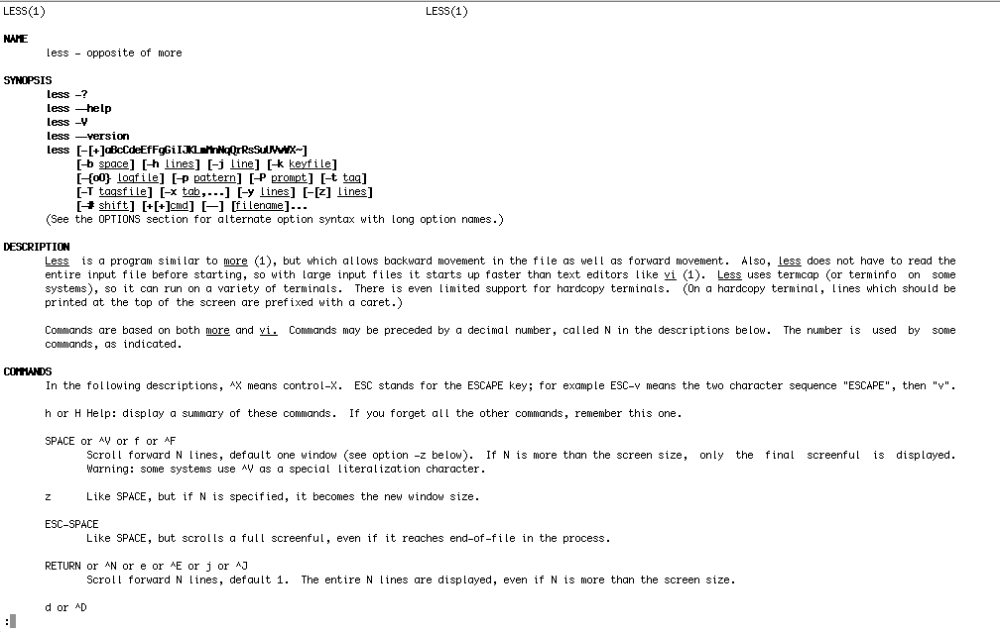 LESS(1) LESS(1)
NAME
less - opposite of more
SYNOPSIS
less -?
less --help
less -V
less --version
less [-[+]aBcCdeEfFgGiIJKLmMnNqQrRsSuUVwWX~]
[-b space] [-h lines] [-j line] [-k keyfile]
[-{oO} logfile] [-p pattern] [-P prompt] [-t tag]
[-T tagsfile] [-x tab,...] [-y lines] [-[z] lines]
[-# shift] [+[+]cmd] [--] [filename]...
(See the OPTIONS section for alternate option syntax with long option names.)
DESCRIPTION
Less is a program similar to more (1), but which allows backward movement in the file as well as forward movement. Also, less does not have to read the
entire input file before starting, so with large input files it starts up faster than text editors like vi (1). Less uses termcap (or terminfo on some
systems), so it can run on a variety of terminals. There is even limited support for hardcopy terminals. (On a hardcopy terminal, lines which should be
printed at the top of the screen are prefixed with a caret.)
Commands are based on both more and vi. Commands may be preceded by a decimal number, called N in the descriptions below. The number is used by some
commands, as indicated.
COMMANDS
In the following descriptions, ^X means control-X. ESC stands for the ESCAPE key; for example ESC-v means the two character sequence "ESCAPE", then "v".
h or H Help: display a summary of these commands. If you forget all the other commands, remember this one.
SPACE or ^V or f or ^F
Scroll forward N lines, default one window (see option -z below). If N is more than the screen size, only the final screenful is displayed.
Warning: some systems use ^V as a special literalization character.
z Like SPACE, but if N is specified, it becomes the new window size.
ESC-SPACE
Like SPACE, but scrolls a full screenful, even if it reaches end-of-file in the process.
RETURN or ^N or e or ^E or j or ^J
Scroll forward N lines, default 1. The entire N lines are displayed, even if N is more than the screen size.
d or ^D
: